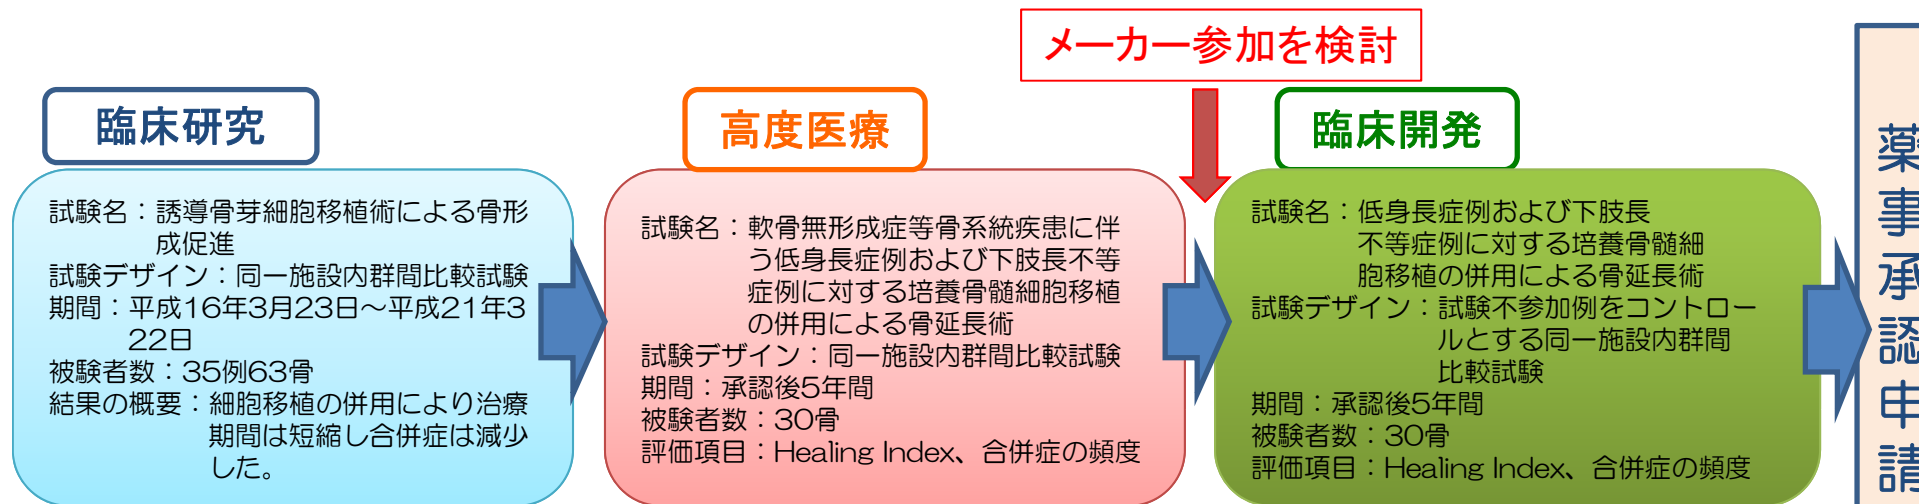 メーカー参加を検討
臨床研究
試験名：誘導骨芽細胞移植術による骨形
成促進
試験デザイン：同一施設内群間比較試験
期間：平成16年3月23日～平成21年3
22日
被験者数：35例63骨
結果の概要：細胞移植の併用により治療
期間は短縮し合併症は減少
した。
高度医療
試験名：軟骨無形成症等骨系統疾患に伴
う低身長症例および下肢長不等
症例に対する培養骨髄細胞移植
の併用による骨延長術
試験デザイン：同一施設内群間比較試験
期間：承認後5年間
被験者数：30骨
評価項目：Healing Index、合併症の頻度
臨床開発
試験名：低身長症例および下肢長
不等症例に対する培養骨髄細
胞移植の併用による骨延長術
試験デザイン：試験不参加例をコントロー
ルとする同一施設内群間
比較試験
期間：承認後5年間
被験者数：30骨
評価項目：Healing Index、合併症の頻度
薬事承認申請